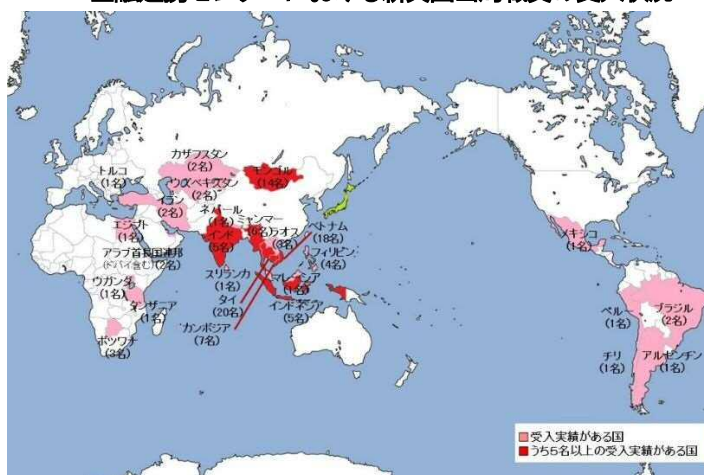 カザフスタン
(2名)
トルコ
(1名)
ウズベキスタン
(2名)
モンゴル
(14名)
イラン
(2名)
ネパール
(1名)
ミャンマー
(6名)
ラオス
(3名)
ベトナム
(18名)
エジプト
(1名)
インド
(5名)
フィリピン
(4名)
アラブ首長国連邦
(ドバイ含む)(2名)
スリランカ
(1名)
マレーシア
(1名)
ウガンダ
(1名)
タイ
(20名)
インドネシア
(5名)
タンザニア
(1名)
カンボジア
(7名)
ボツワナ
(3名)
メキシコ
(1名)
ペルー
(1名)
ブラジル
(2名)
チリ
(1名)
アルゼンチン
(1名)
受入実績がある国
うち5名以上の受入実績がある国